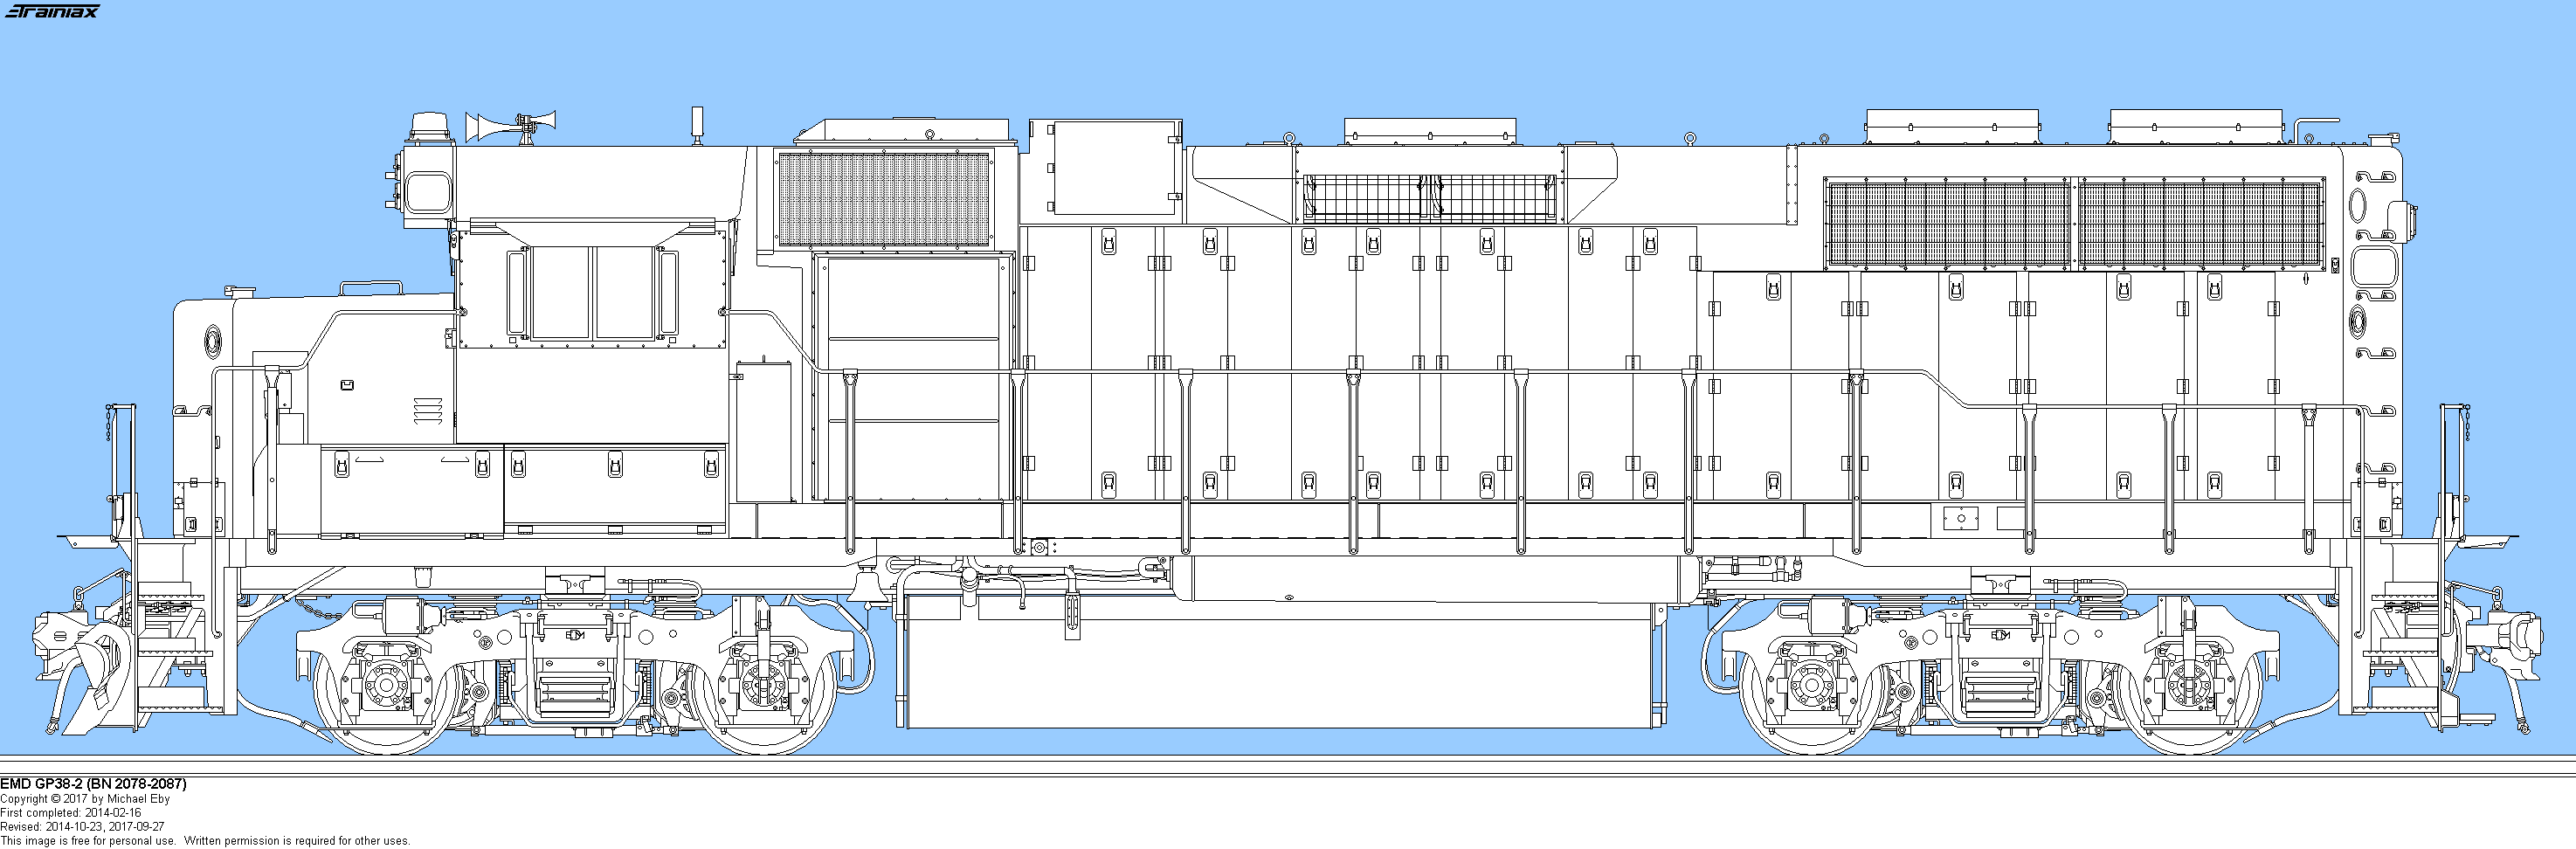 Trainiax
EMD GP38-2 (BN 2078-2087)
Copyright © 2017 by Michael Eby
First completed: 2014-02-16
Revised: 2014-10-23, 2017-09-27
This image is free for personal use.  Written permission is required for other uses.